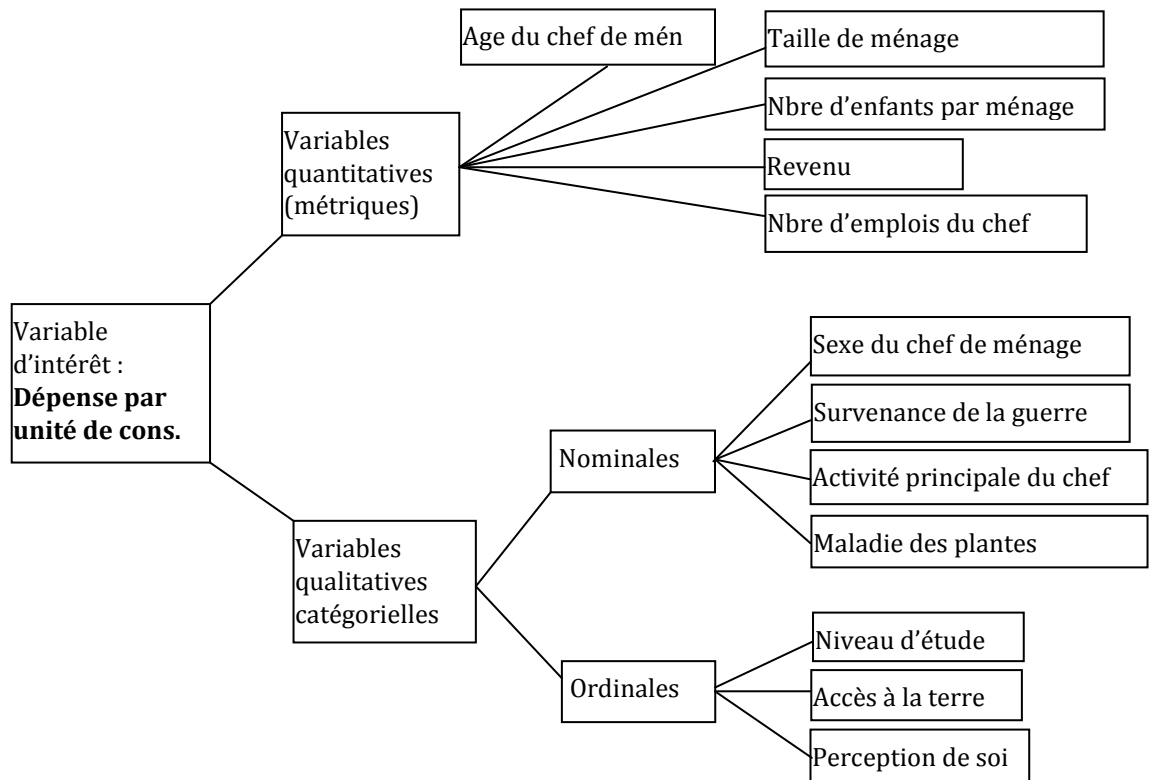 Age du chef de mén
Taille de ménage
Nbre d'enfants par ménage
Variables
quantitatives
(métriques)
Revenu
Nbre d'emplois du chef
Variable
d'intérêt :
Dépense par
unité de cons.
Sexe du chef de ménage
Survenance de la guerre
Nominales
Activité principale du chef
Maladie des plantes
Variables
qualitatives
catégorielles
Niveau d'étude
Ordinales
Accès à la terre
Perception de soi